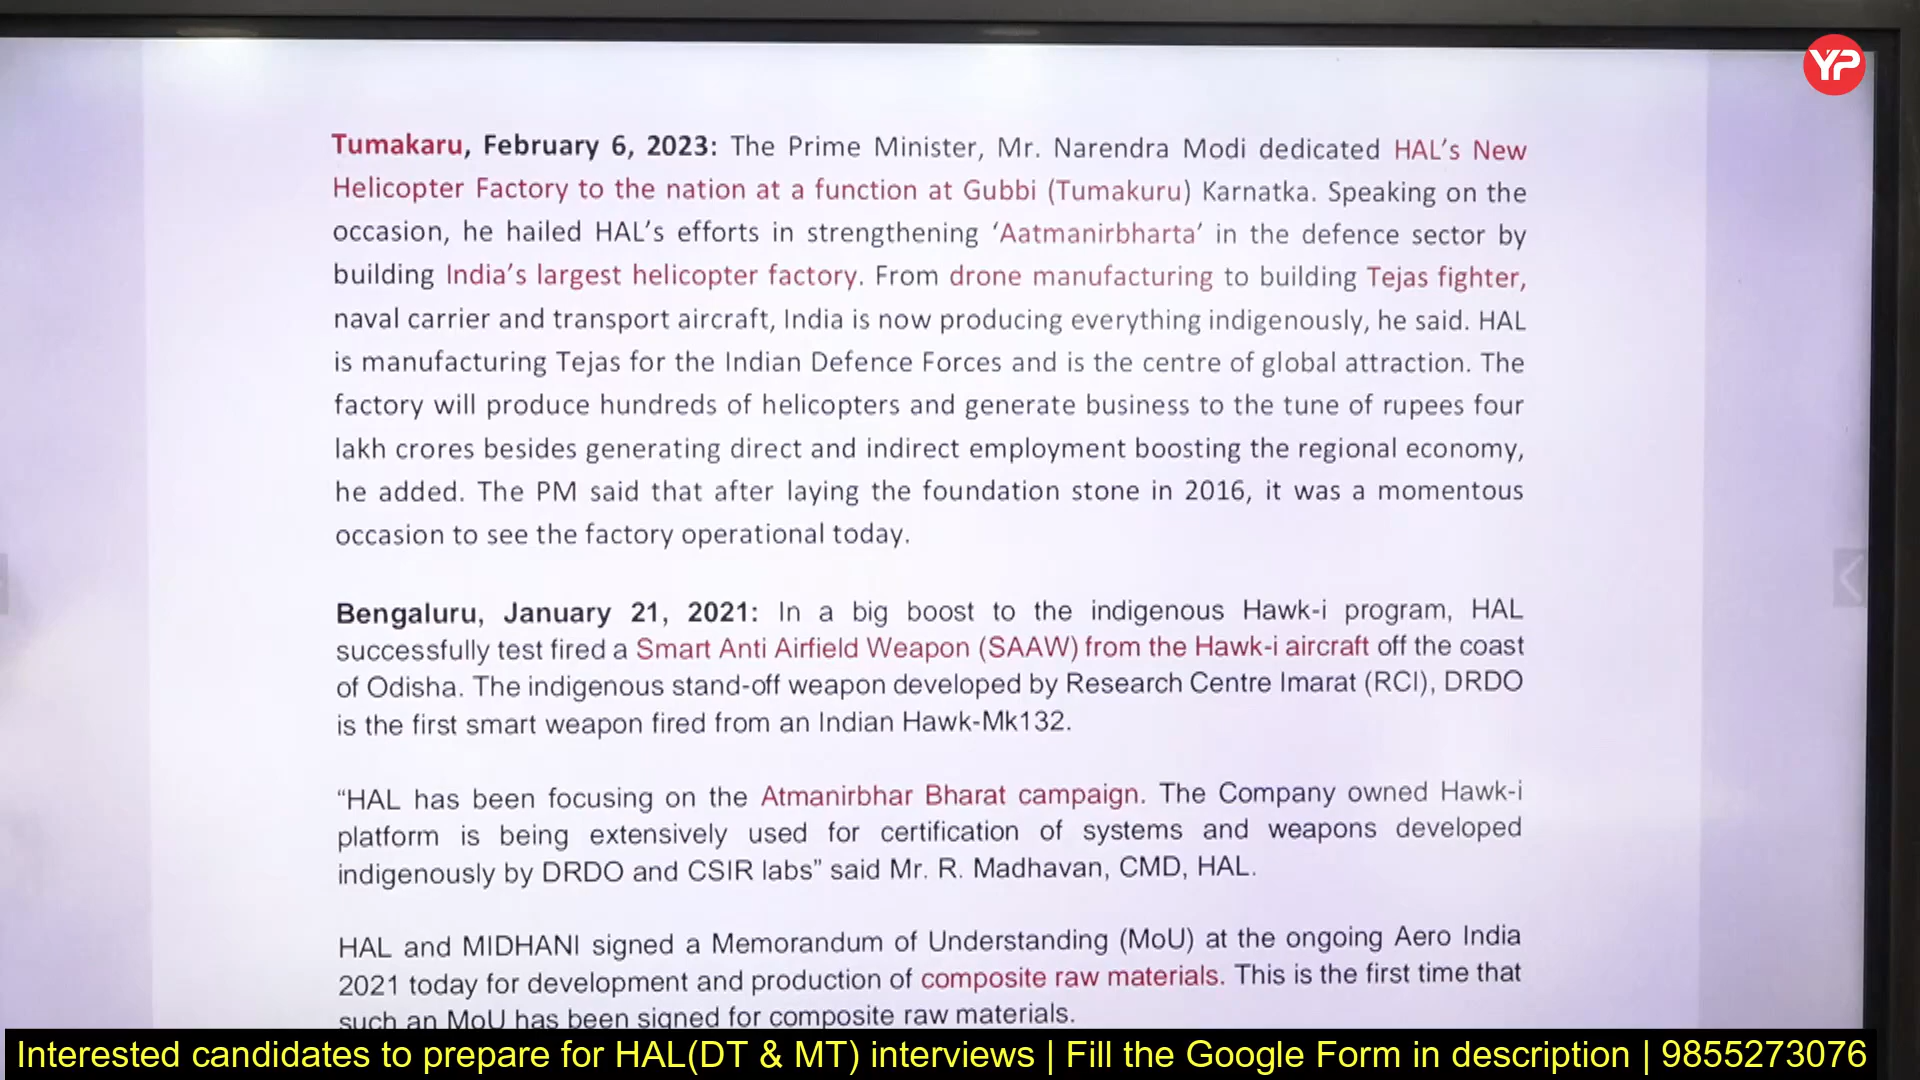 YP
Tumakaru, February 6, 2023: The Prime Minister, Mr. Narendra Modi dedicated HAL’s New
Helicopter Factory to the nation at a function at Gubbi (Tumakuru) Karnatka. Speaking on the
occasion, he hailed HAL’s efforts in strengthening ‘Aatmanirbharta’ in the defence sector by
building India’s largest helicopter factory. From drone manufacturing to building Tejas fighter,
naval carrier and transport aircraft, India is now producing everything indigenously, he said. HAL
is manufacturing Tejas for the Indian Defence Forces and is the centre of global attraction. The
factory will produce hundreds of helicopters and generate business to the tune of rupees four
lakh crores besides generating direct and indirect employment boosting the regional economy,
he added. The PM said that after laying the foundation stone in 2016, it was a momentous
occasion to see the factory operational today.
Bengaluru, January 21, 2021: In a big boost to the indigenous Hawk-i program, HAL
successfully test fired a Smart Anti Airfield Weapon (SAAW) from the Hawk-i aircraft off the coast
of Odisha. The indigenous stand-off weapon developed by Research Centre Imarat (RCI), DRDO
is the first smart weapon fired from an Indian Hawk-Mk132.
“HAL has been focusing on the Atmanirbhar Bharat campaign. The Company owned Hawk-i
platform is being extensively used for certification of systems and weapons developed
indigenously by DRDO and CSIR labs” said Mr. R. Madhavan, CMD, HAL.
HAL and MIDHANI signed a Memorandum of Understanding (MoU) at the ongoing Aero India
2021 today for development and production of composite raw materials. This is the first time that
such an MoU has been signed for composite raw materials.
Interested candidates to prepare for HAL(DT & MT) interviews | Fill the Google Form in description | 9855273076